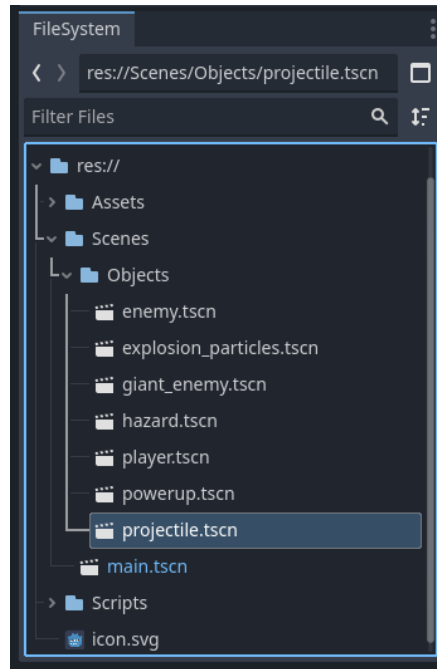 FileSystem
res://Scenes/Objects/projectile.tscn
Filter Files
res://
Assets
Scenes
Objects
enemy.tscn
explosion_particles.tscn
giant_enemy.tscn
hazard.tscn
player.tscn
powerup.tscn
projectile.tscn
main.tscn
Scripts
icon.svg